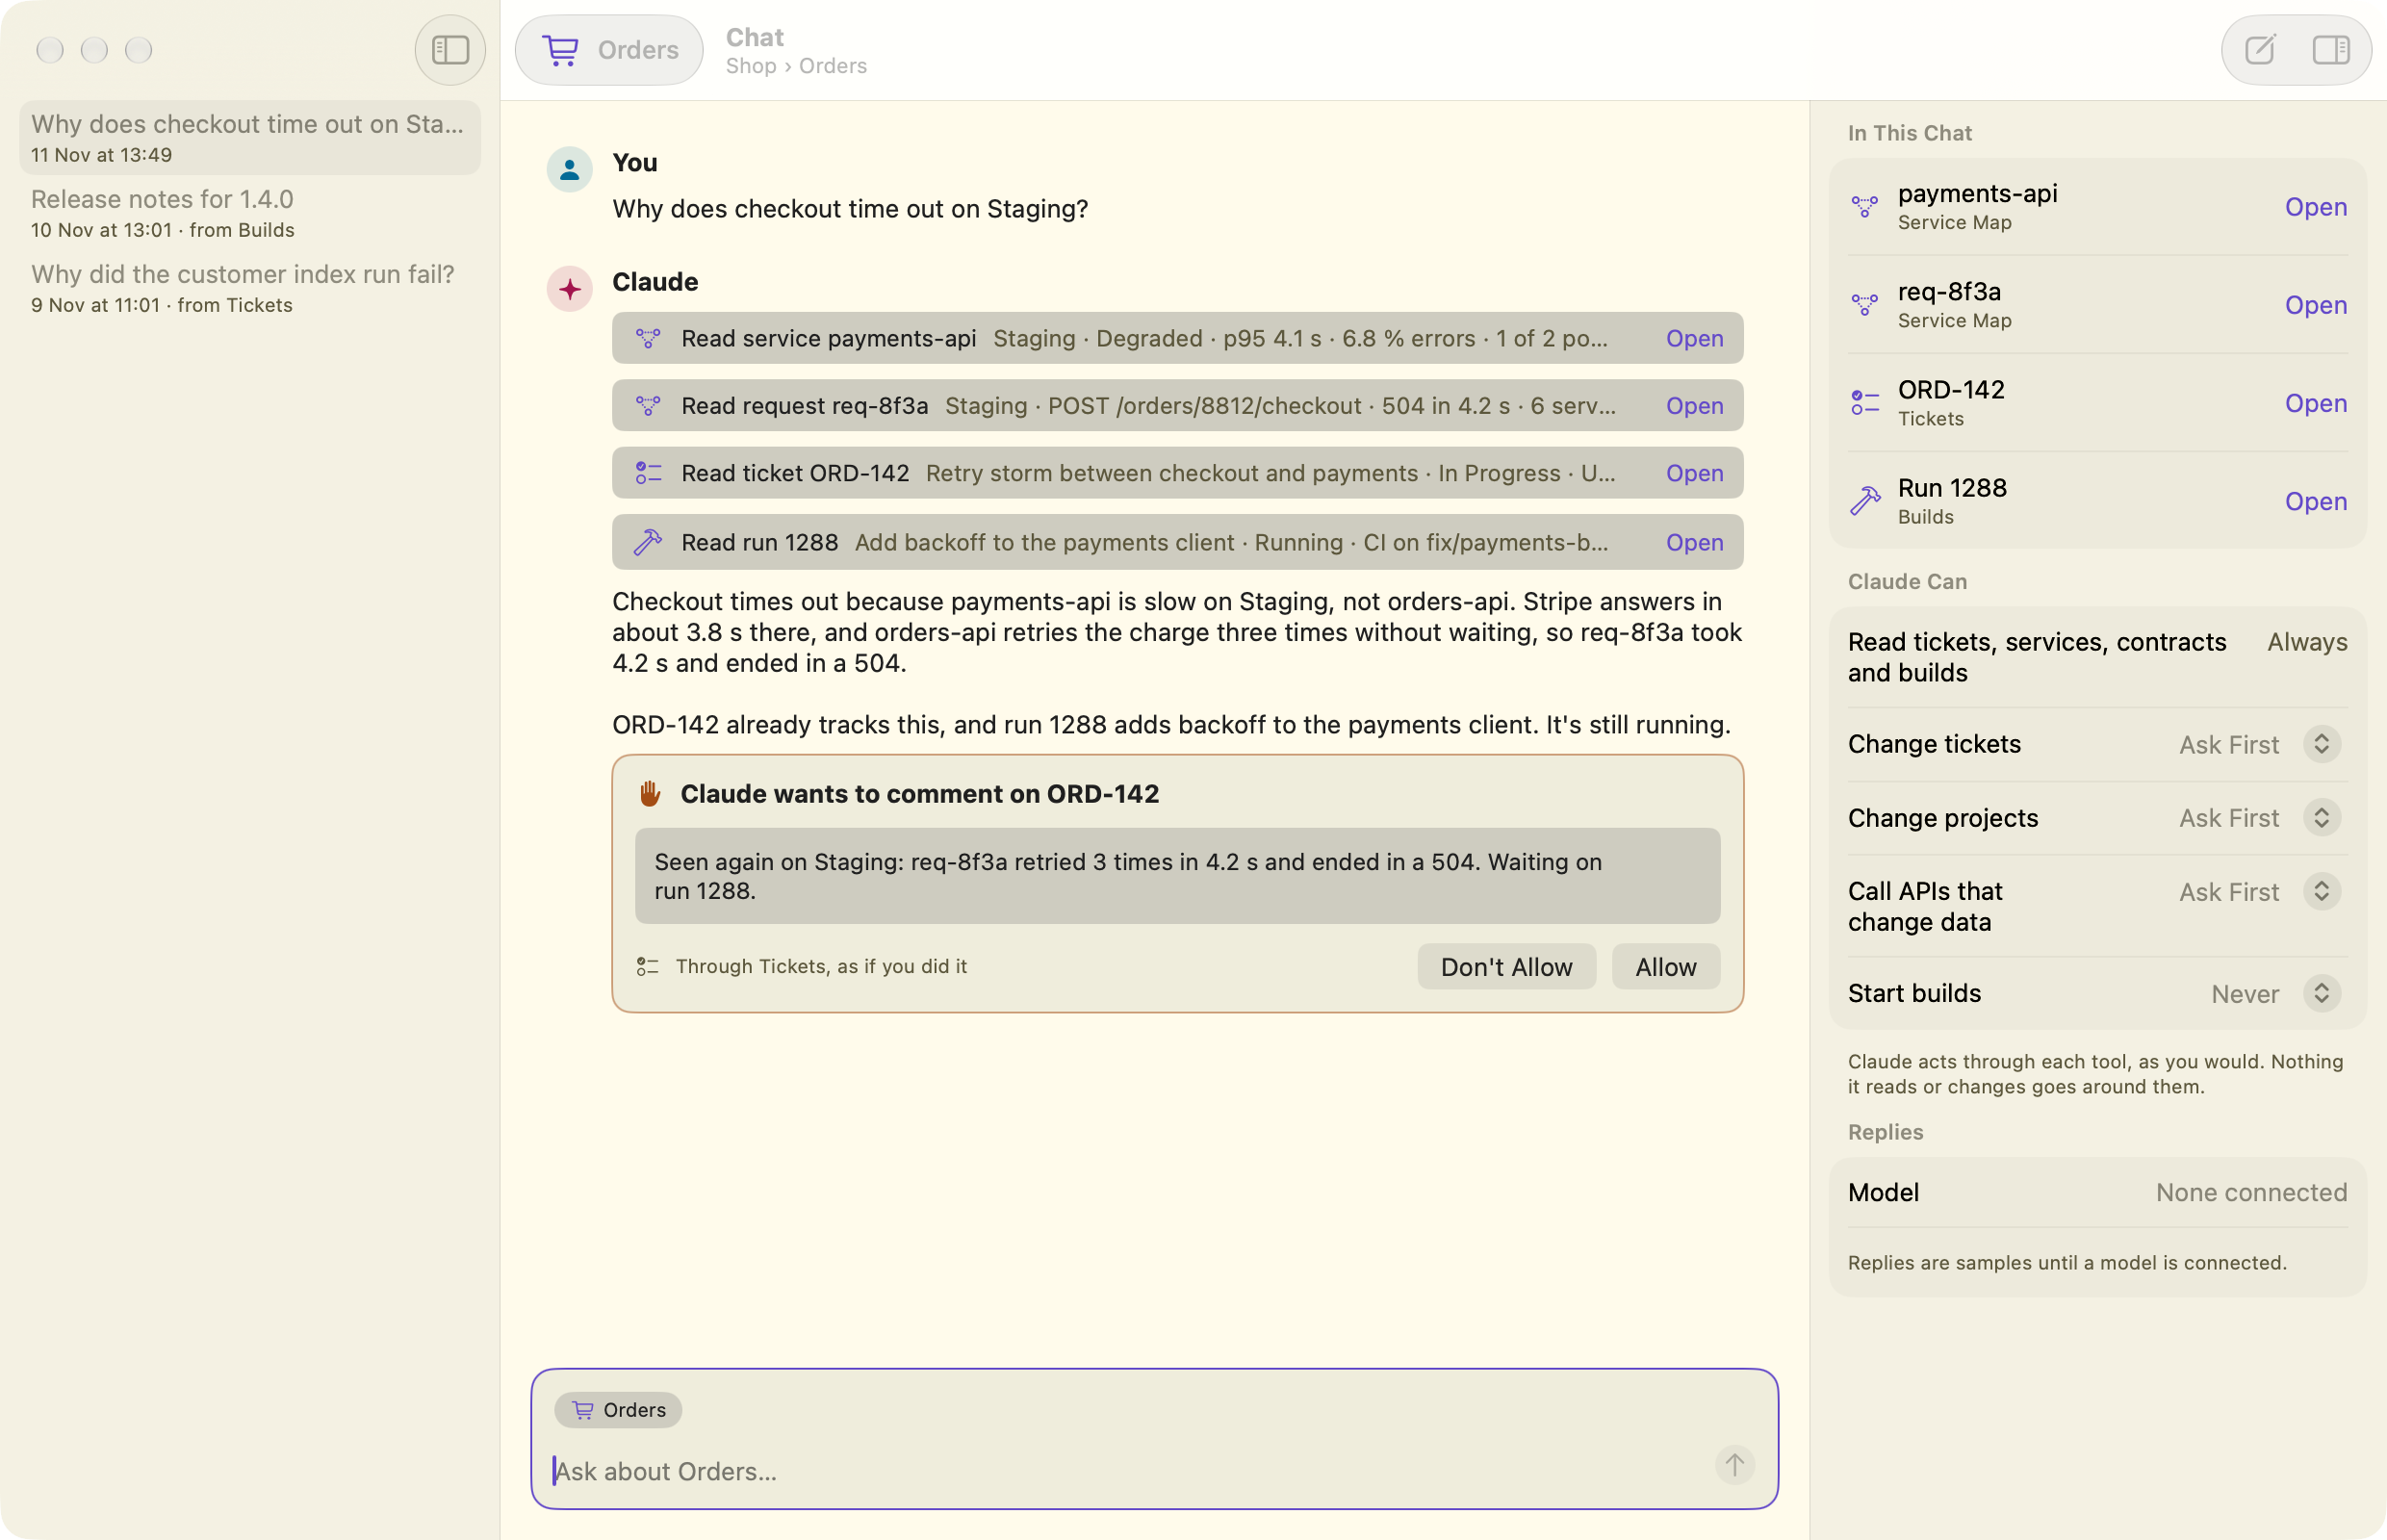 Why does checkout time out on Sta...
11 Nov at 13:49
Release notes for 1.4.0
10 Nov at 13:01 · from Builds
Why did the customer index run fail?
9 Nov at 11:01 · from Tickets
Orders
Chat
Shop › Orders
You
Why does checkout time out on Staging?
Claude
Read service payments-api Staging · Degraded · p95 4.1 s · 6.8 % errors · 1 of 2 po... Open
Read request req-8f3a Staging · POST /orders/8812/checkout · 504 in 4.2 s · 6 serv... Open
Read ticket ORD-142 Retry storm between checkout and payments · In Progress · U... Open
Read run 1288 Add backoff to the payments client · Running · CI on fix/payments-b... Open
Checkout times out because payments-api is slow on Staging, not orders-api. Stripe answers in
about 3.8 s there, and orders-api retries the charge three times without waiting, so req-8f3a took
4.2 s and ended in a 504.
ORD-142 already tracks this, and run 1288 adds backoff to the payments client. It's still running.
Claude wants to comment on ORD-142
Seen again on Staging: req-8f3a retried 3 times in 4.2 s and ended in a 504. Waiting on
run 1288.
Through Tickets, as if you did it
Don't Allow
Allow
Orders
Ask about Orders...
In This Chat
payments-api
Service Map
Open
req-8f3a
Service Map
Open
ORD-142
Tickets
Open
Run 1288
Builds
Open
Claude Can
Read tickets, services, contracts
and builds
Always
Change tickets Ask First
Change projects Ask First
Call APIs that
change data
Ask First
Start builds Never
Claude acts through each tool, as you would. Nothing
it reads or changes goes around them.
Replies
Model None connected
Replies are samples until a model is connected.